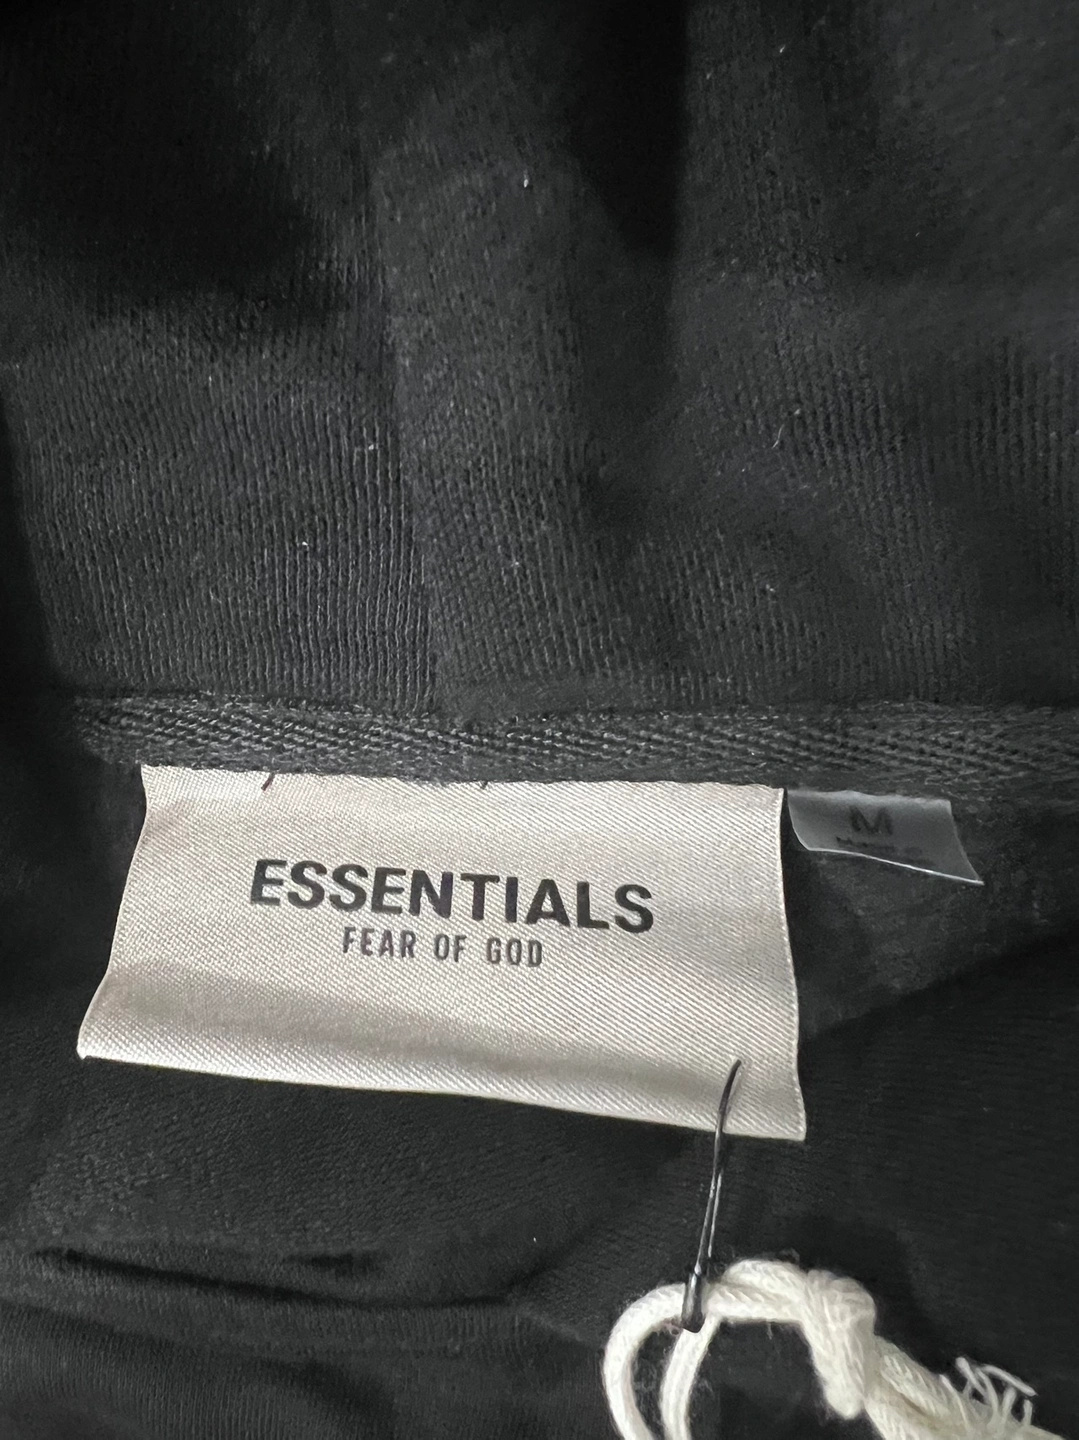 ESSENTIALS
FEAR OF GOD
M